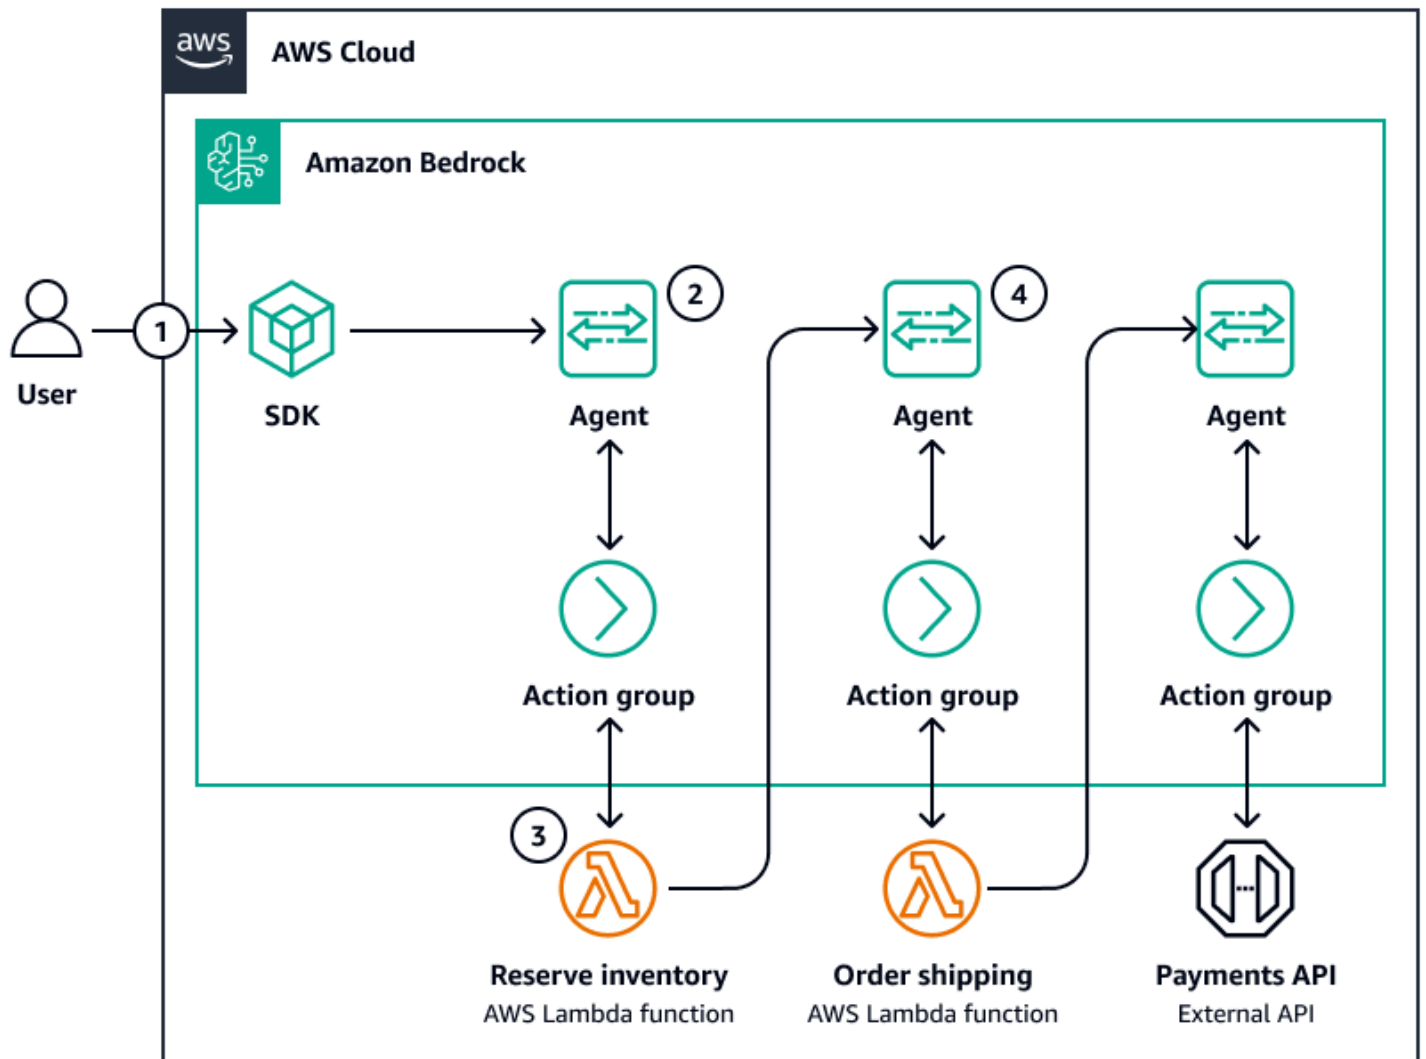 aws
AWS Cloud
Amazon Bedrock
1
2
4
User
SDK
Agent
Agent
Agent
Action group
Action group
Action group
3
Reserve inventory
AWS Lambda function
Order shipping
AWS Lambda function
Payments API
External API